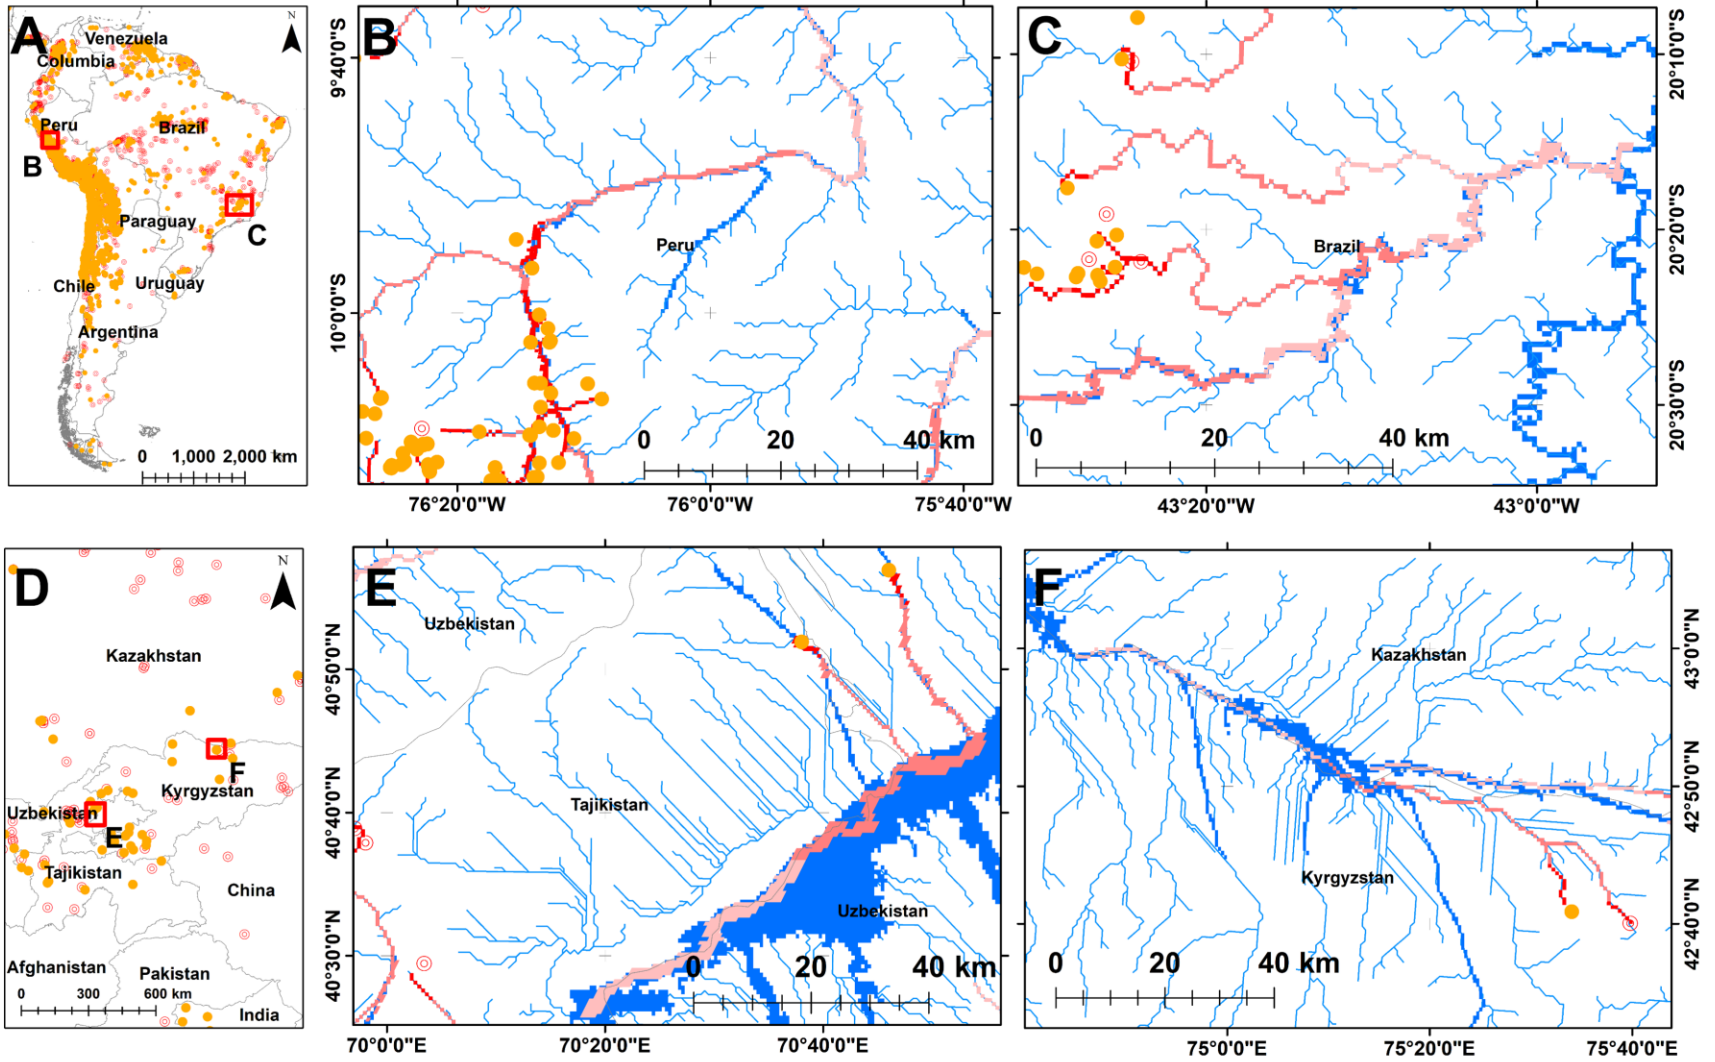 A
N
Venezuela
Columbia
Peru
Brazil
B
C
Paraguay
Chile
Uruguay
Argentina
0 1,000 2,000 km
B
9°40'0"S
10°0'0"S
Peru
0 20 40 km
76°20'0"W 76°0'0"W 75°40'0"W
C
20°10'0"S
20°20'0"S
20°30'0"S
Brazil
0 20 40 km
43°20'0"W 43°0'0"W
D
N
Kazakhstan
F
Kyrgyzstan
Uzbekistan
E
Tajikistan
China
Afghanistan
Pakistan
0 300 600 km
India
E
Uzbekistan
40°50'0"N
40°40'0"N
40°30'0"N
Tajikistan
Uzbekistan
0 20 40 km
70°0'0"E 70°20'0"E 70°40'0"E
F
Kazakhstan
43°0'0"N
42°50'0"N
42°40'0"N
Kyrgyzstan
0 20 40 km
75°0'0"E 75°20'0"E 75°40'0"E